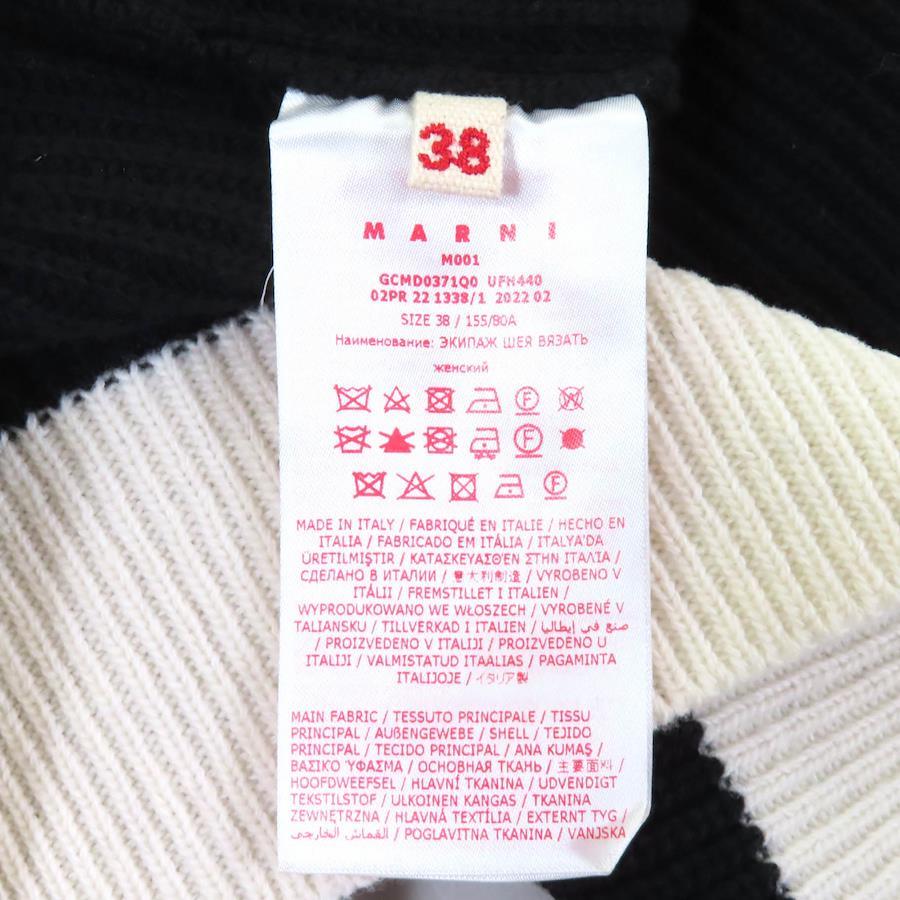 38
MARNI
M001
GCMD0371Q0 UFH440
02PR 22 1338/1 2022 02
SIZE 38 / 155/80A
Наименование: ЭКИПАЖ ШЕЯ ВЯЗАТЬ
женский
F
F
F
MADE IN ITALY / FABRIQUÉ EN ITALIE / HECHO EN
ITALIA / FABRICADO EM ITÁLIA / ITALYA'DA
ÜRETILMIŞTIR / ΚΑΤΑΣΚΕΥΑΣΘΈΝ ΣΤΗΝ ΙΤΑΛΊΑ /
СДЕЛАНО В ИТАЛИИ / 意大利制造 / VYROBENO V
ITÁLII / FREMSTILLET I ITALIEN /
WYPRODUKOWANO WE WŁOSZECH / VYROBENÉ V
TALIANSKU / TILLVERKAD I ITALIEN / صنع في إيطاليا
/ PROIZVEDENO V ITALIJI / PROIZVEDENO U
ITALIJI / VALMISTATUD ITAALIAS / PAGAMINTA
ITALIJOJE / イタリア製
MAIN FABRIC / TESSUTO PRINCIPALE / TISSU
PRINCIPAL / AUßENGEWEBE / SHELL / TEJIDO
PRINCIPAL / TECIDO PRINCIPAL / ANA KUMAŞ /
ΒΑΣΙΚΟ ΎΦΑΣΜΑ / ОСНОВНАЯ ТКАНЬ / 主要面料 /
HOOFDWEEFSEL / HLAVNÍ TKANINA / UDVENDIGT
TEKSTILSTOF / ULKOINEN KANGAS / TKANINA
ZEWNĘTRZNA / HLAVNÁ TEXTÍLIA / EXTERNT TYG /
القماش الخارجي / POGLAVITNA TKANINA / VANJSKA